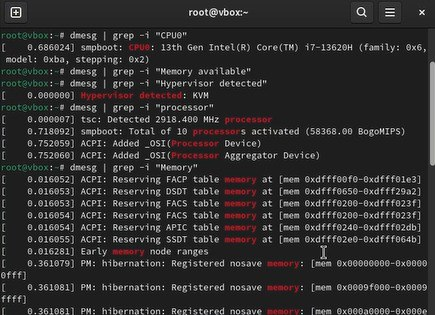 root@vbox:~
root@vbox:~# dmesg | grep -i "CPU0"
[    0.686024] smpboot: CPU0: 13th Gen Intel(R) Core(TM) i7-13620H (family: 0x6,
 model: 0xba, stepping: 0x2)
root@vbox:~# dmesg | grep -i "Memory available"
root@vbox:~# dmesg | grep -i "Hypervisor detected"
[    0.000000] Hypervisor detected: KVM
root@vbox:~# dmesg | grep -i "processor"
[    0.000007] tsc: Detected 2918.400 MHz processor
[    0.718092] smpboot: Total of 10 processors activated (58368.00 BogoMIPS)
[    0.752059] ACPI: Added _OSI(Processor Device)
[    0.752060] ACPI: Added _OSI(Processor Aggregator Device)
root@vbox:~# dmesg | grep -i "Memory"
[    0.016052] ACPI: Reserving FACP table memory at [mem 0xdfff00f0-0xdfff01e3]
[    0.016053] ACPI: Reserving DSDT table memory at [mem 0xdfff0650-0xdfff29a2]
[    0.016053] ACPI: Reserving FACS table memory at [mem 0xdfff0200-0xdfff023f]
[    0.016054] ACPI: Reserving FACS table memory at [mem 0xdfff0200-0xdfff023f]
[    0.016054] ACPI: Reserving APIC table memory at [mem 0xdfff0240-0xdfff02db]
[    0.016055] ACPI: Reserving SSDT table memory at [mem 0xdfff02e0-0xdfff064b]
[    0.016281] Early memory node ranges
[    0.361079] PM: hibernation: Registered nosave memory: [mem 0x00000000-0x0000
0fff]
[    0.361081] PM: hibernation: Registered nosave memory: [mem 0x0009f000-0x0009
ffff]
[    0.361081] PM: hibernation: Registered nosave memory: [mem 0x000a0000-0x000e